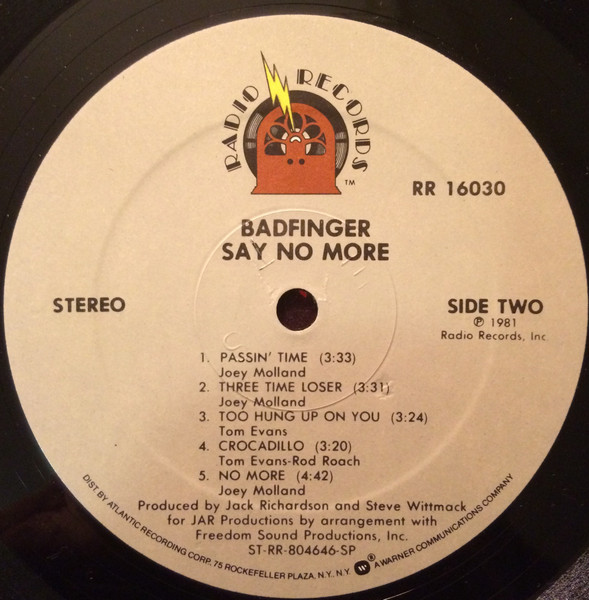 RADIO RECORDS
TM
RR 16030
BADFINGER
SAY NO MORE
STEREO
SIDE TWO
℗ 1981
Radio Records, Inc
1. PASSIN' TIME (3:33)
Joey Molland
2. THREE TIME LOSER (3:31)
Joey Molland
3. TOO HUNG UP ON YOU (3:24)
Tom Evans
4. CROCADILLO (3:20)
Tom Evans-Rod Roach
5. NO MORE (4:42)
Joey Molland
Produced by Jack Richardson and Steve Wittmack
for JAR Productions by arrangement with
Freedom Sound Productions, Inc.
ST-RR-804646-SP
DIST BY ATLANTIC RECORDING CORP. 75 ROCKEFELLER PLAZA, N.Y., N.Y. ® A WARNER COMMUNICATIONS COMPANY